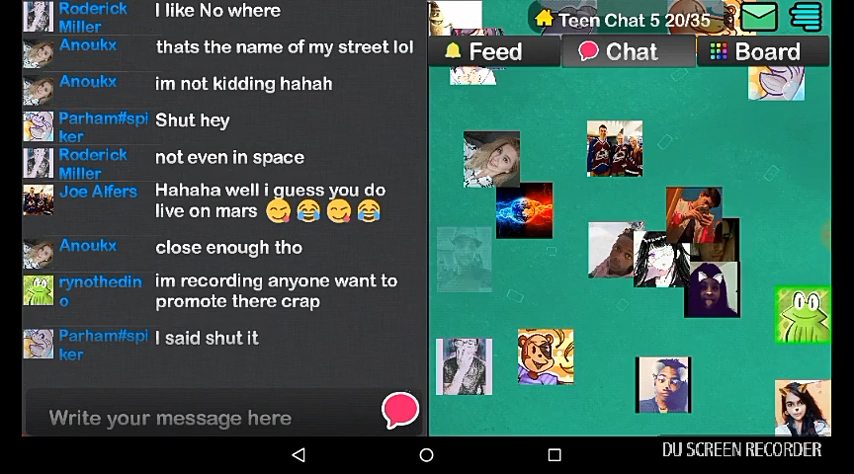 Roderick
Miller
I like No where
Anoukx
thats the name of my street lol
Anoukx
im not kidding hahah
Parham#spi
ker
Shut hey
Roderick
Miller
not even in space
Joe Alfers
Hahaha well i guess you do
live on mars 😋😂😋😂
Anoukx
close enough tho
rynothedin
o
im recording anyone want to
promote there crap
Parham#spi
ker
I said shut it
Write your message here
Teen Chat 5 20/35
Feed
Chat
Board
DU SCREEN RECORDER